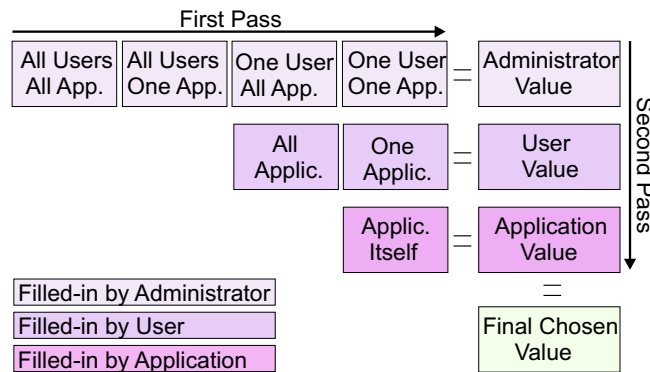 First Pass
All Users All Users One User One User Administrator
All App. One App. All App. One App. = Value
All One User
Applic. Applic. = Value
Applic. Application
Itself = Value
Second Pass
=
Filled-in by Administrator
Filled-in by User
Filled-in by Application
Final Chosen
Value